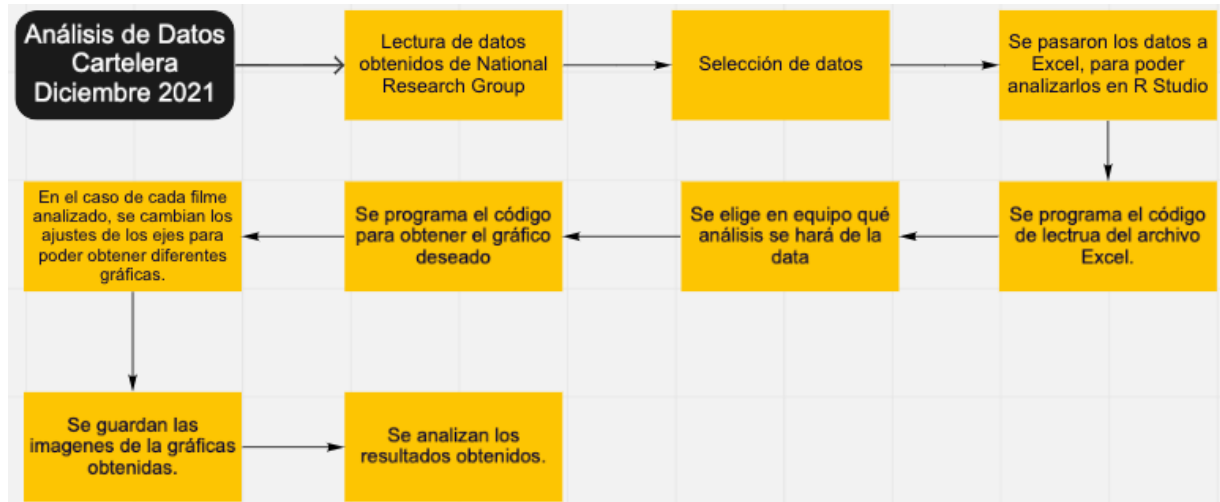 Análisis de Datos
Cartelera
Diciembre 2021
Lectura de datos
obtenidos de National
Research Group
Selección de datos
Se pasaron los datos a
Excel, para poder
analizarlos en R Studio
Se programa el código
de lectrua del archivo
Excel.
Se elige en equipo qué
análisis se hará de la
data
Se programa el código
para obtener el gráfico
deseado
En el caso de cada filme
analizado, se cambian los
ajustes de los ejes para
poder obtener diferentes
gráficas.
Se guardan las
imagenes de la gráficas
obtenidas.
Se analizan los
resultados obtenidos.